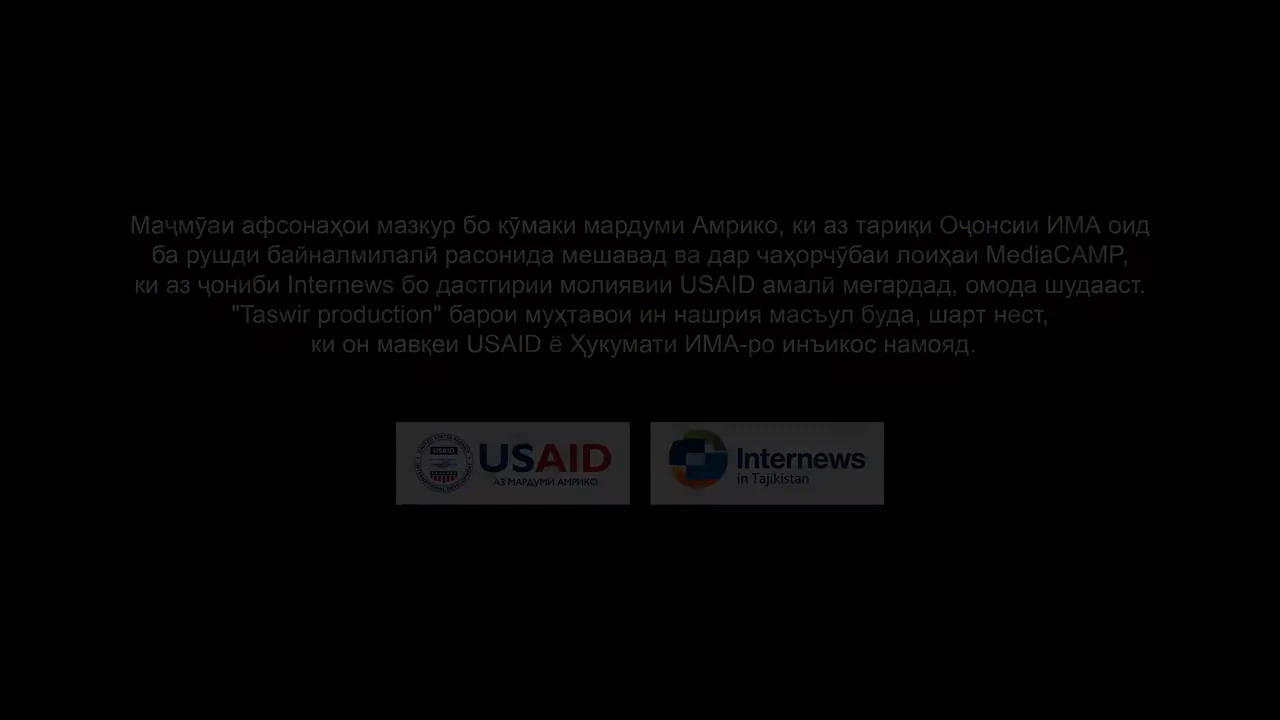 Маҷмӯаи афсонаҳои мазкур бо кӯмаки мардуми Амрико, ки аз тариқи Оҷонсии ИМА оид
ба рушди байналмилалӣ расонида мешавад ва дар чаҳорчӯбаи лоиҳаи MediaCAMP,
ки аз ҷониби Internews бо дастгирии молиявии USAID амалӣ мегардад, омода шудааст.
"Taswir production" барои муҳтавои ин нашрия масъул буда, шарт нест,
ки он мавқеи USAID ё Ҳукумати ИМА-ро инъикос намояд.
USAID
USAID
АЗ МАРДУМИ АМРИКО
Internews
in Tajikistan